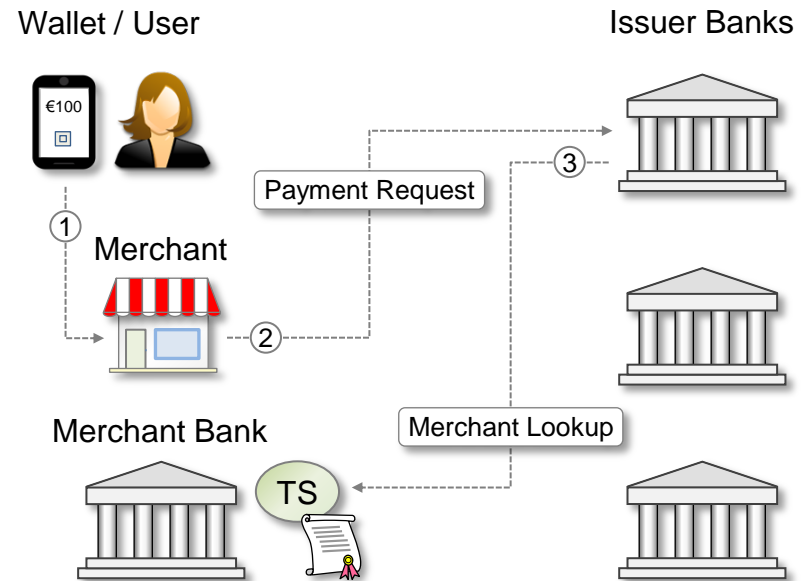 Wallet / User
Issuer Banks
€100
3
Payment Request
1
Merchant
2
Merchant Lookup
Merchant Bank
TS